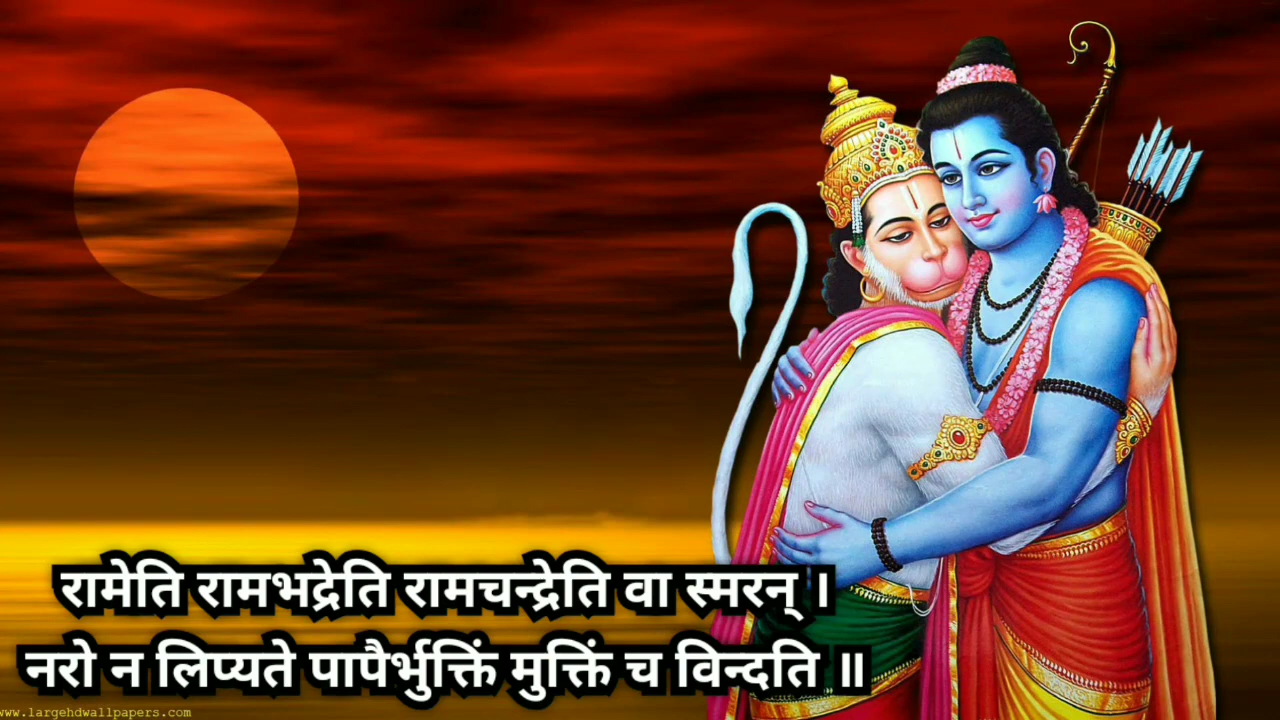 रामेति रामभद्रेति रामचन्द्रेति वा स्मरन् ।
नरो न लिप्यते पापैर्भुक्तिं मुक्तिं च विन्दति ॥
www.largehdwallpapers.com